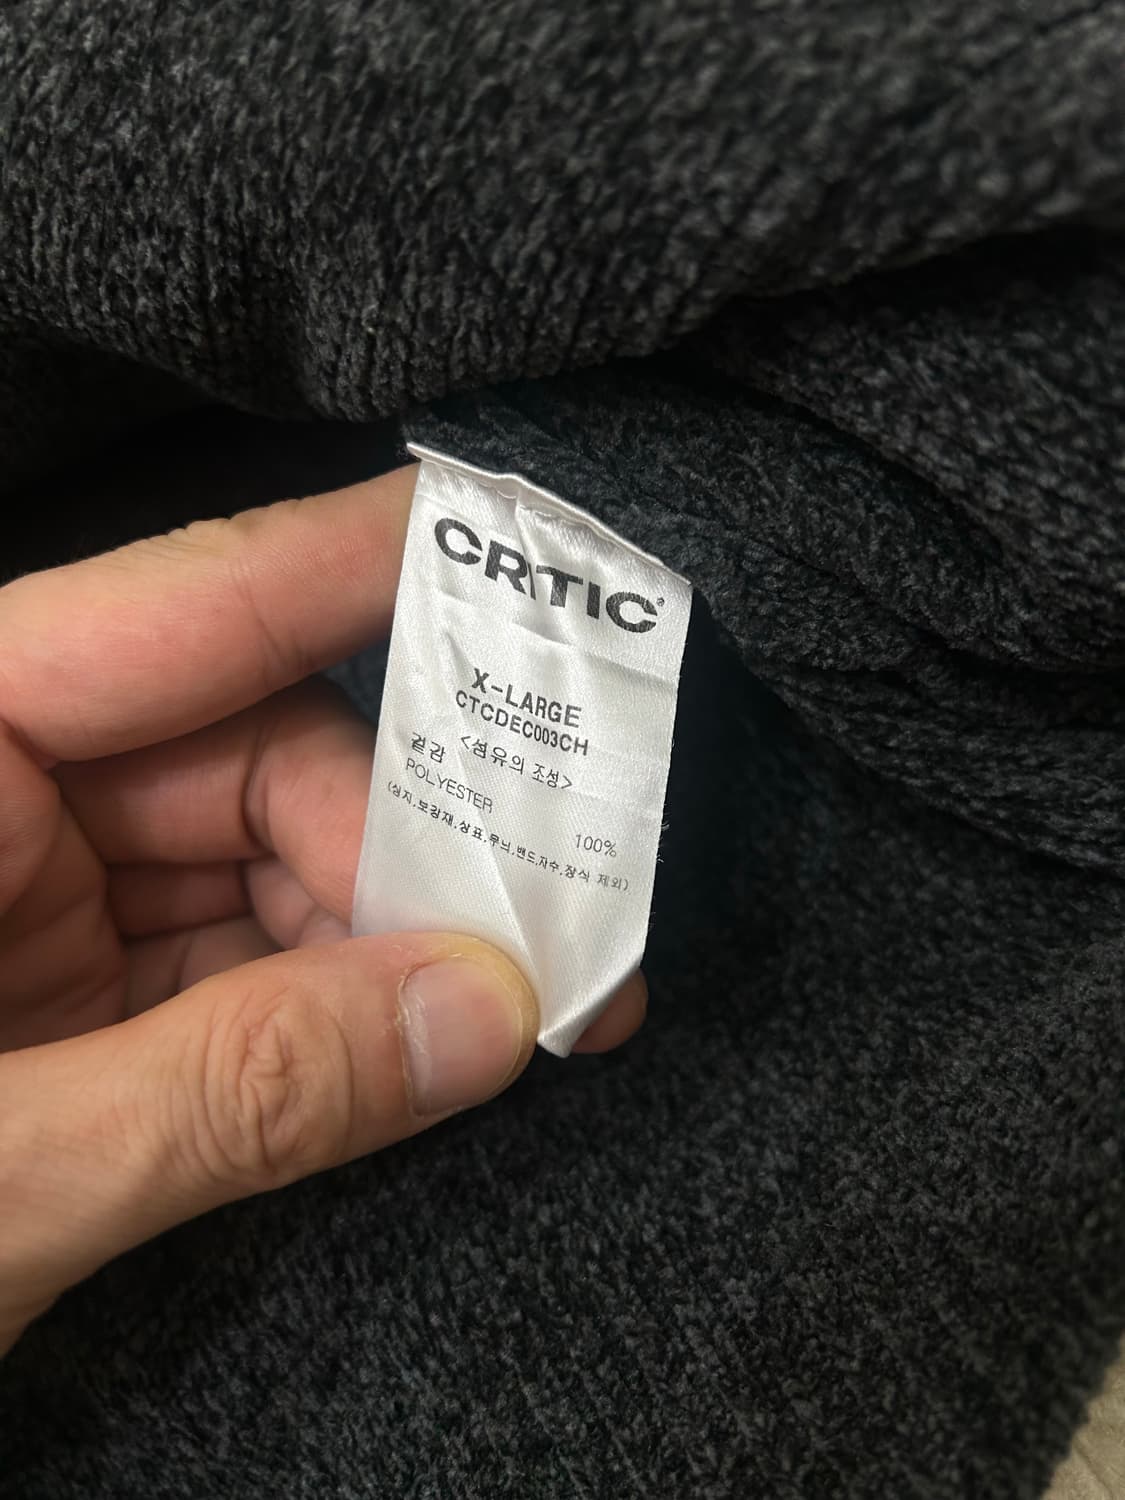 CRITIC
X-LARGE
CTCDEC003CH
<섬유의 조성>
겉감
POLYESTER 100%
(심지,보강재,상표,무늬,밴드,자수,장식 제외)